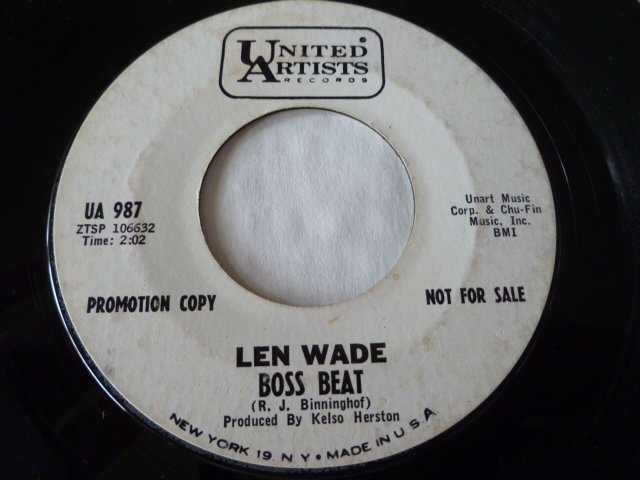 UNITED
ARTISTS
RECORDS
UA 987
ZTSP 106632
Time: 2:02
Unart Music
Corp. & Chu-Fin
Music, Inc.
BMI
PROMOTION COPY
NOT FOR SALE
LEN WADE
BOSS BEAT
(R. J. Binninghof)
Produced By Kelso Herston
NEW YORK 19, N.Y. • MADE IN U.S.A.